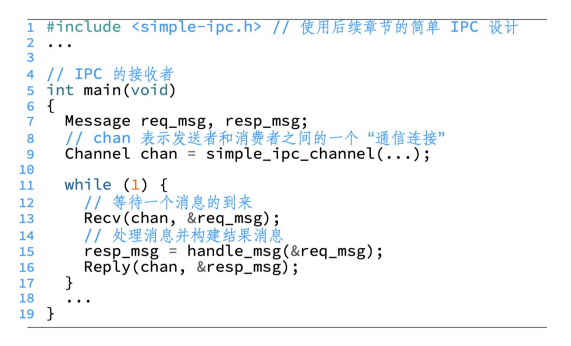 1 #include <simple-ipc.h> // 使用后续章节的简单 IPC 设计
2 ...
3
4 // IPC 的接收者
5 int main(void)
6 {
7   Message req_msg, resp_msg;
8   // chan 表示发送者和消费者之间的一个“通信连接”
9   Channel chan = simple_ipc_channel(...);
10
11   while (1) {
12     // 等待一个消息的到来
13     Recv(chan, &req_msg);
14     // 处理消息并构建结果消息
15     resp_msg = handle_msg(&req_msg);
16     Reply(chan, &resp_msg);
17   }
18   ...
19 }